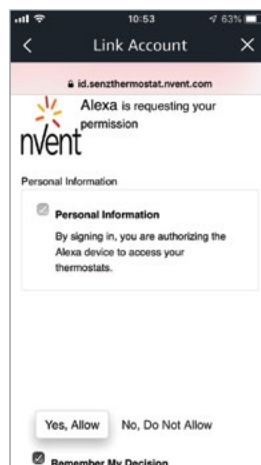 10:53
63%
Link Account
id.senzthermostat.nvent.com
nvent
Alexa is requesting your
permission
Personal Information
Personal Information
By signing in, you are authorizing the
Alexa device to access your
thermostats.
Yes, Allow
No, Do Not Allow
Remember My Decision